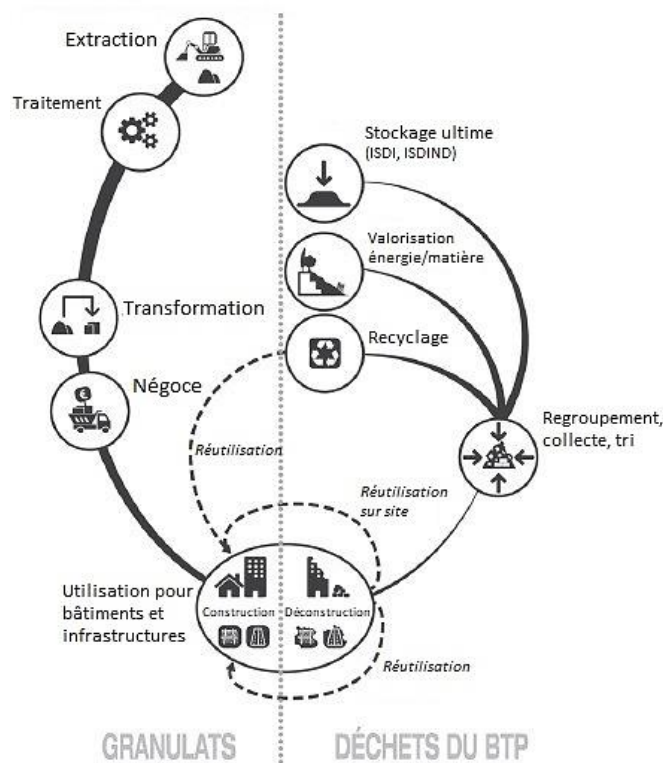 Extraction
Traitement
Transformation
Négoce
Utilisation pour
bâtiments et
infrastructures
Construction
Déconstruction
Stockage ultime
(ISDI, ISDIND)
Valorisation
énergie/matière
Recyclage
Regroupement,
collecte, tri
Réutilisation
Réutilisation
sur site
Réutilisation
GRANULATS
DÉCHETS DU BTP